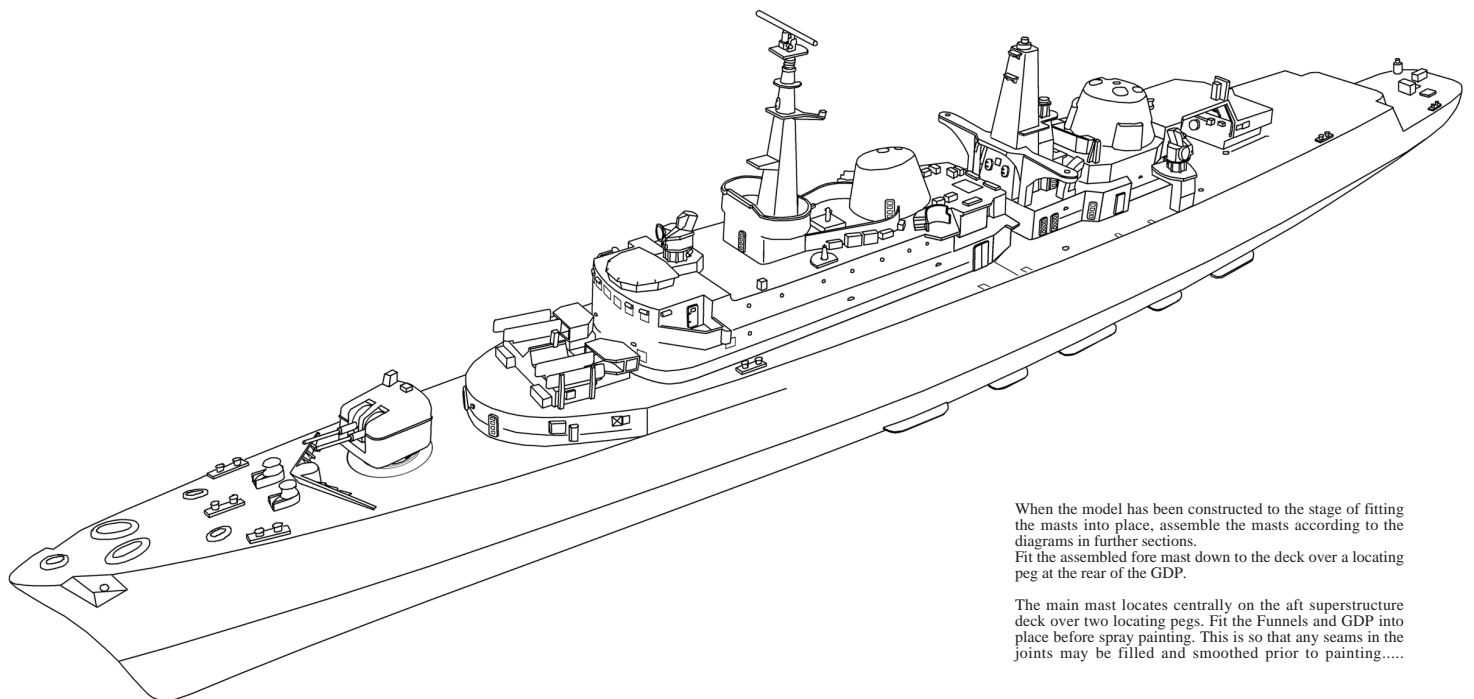 When the model has been constructed to the stage of fitting
the masts into place, assemble the masts according to the
diagrams in further sections.
Fit the assembled fore mast down to the deck over a locating
peg at the rear of the GDP.
The main mast locates centrally on the aft superstructure
deck over two locating pegs. Fit the Funnels and GDP into
place before spray painting. This is so that any seams in the
joints may be filled and smoothed prior to painting.....